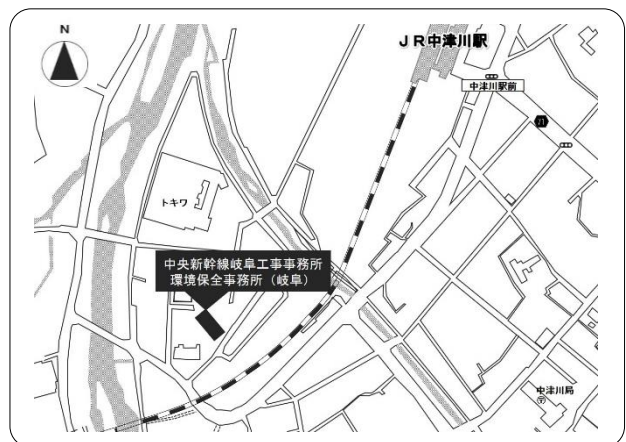 N
JR中津川駅
中津川駅前
71
トキワ
中央新幹線岐阜工事事務所
環境保全事務所（岐阜）
中津川局